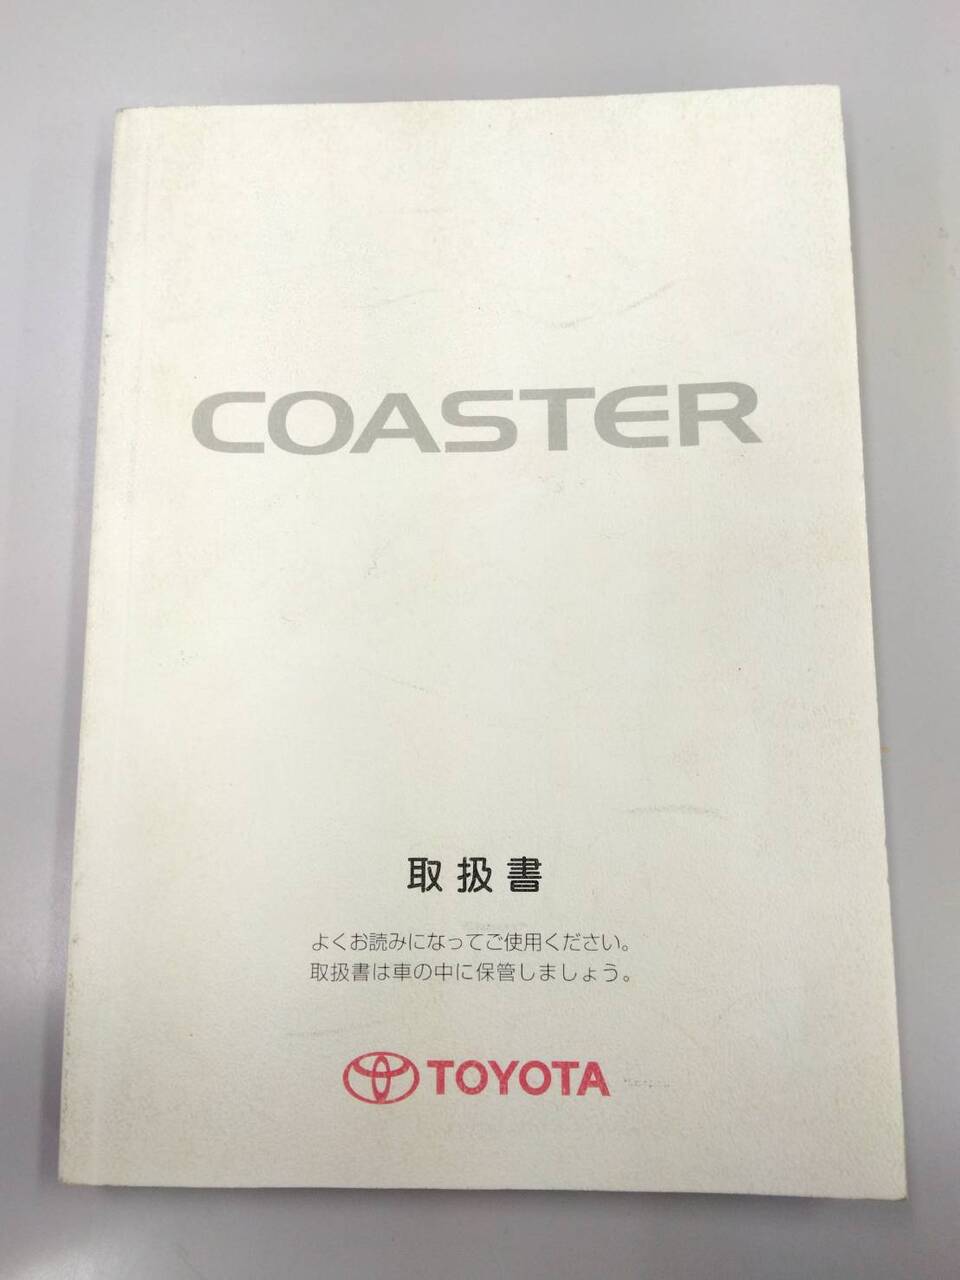 COASTER
取扱書
よくお読みになってご使用ください。
取扱書は車の中に保管しましょう。
TOYOTA